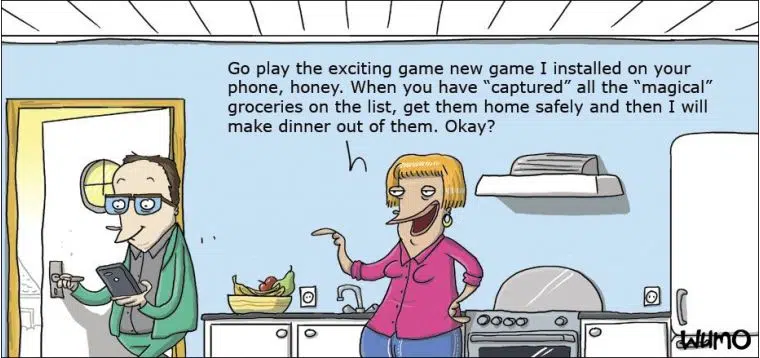 Go play the exciting game new game I installed on your
phone, honey. When you have “captured” all the “magical”
groceries on the list, get them home safely and then I will
make dinner out of them. Okay?
WUMO